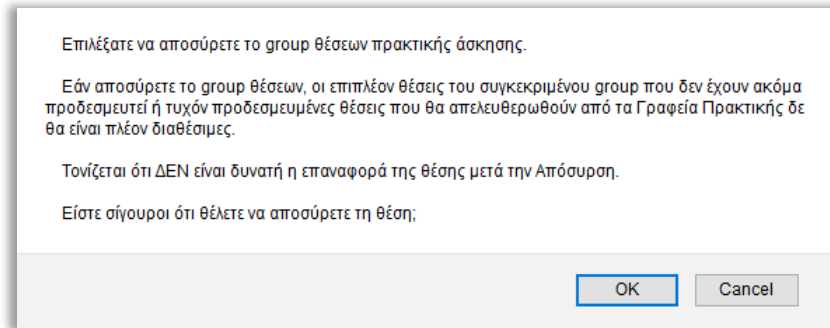 Επιλέξατε να αποσύρετε το group θέσεων πρακτικής άσκησης.
Εάν αποσύρετε το group θέσεων, οι επιπλέον θέσεις του συγκεκριμένου group που δεν έχουν ακόμα
προδεσμευτεί ή τυχόν προδεσμευμένες θέσεις που θα απελευθερωθούν από τα Γραφεία Πρακτικής δε
θα είναι πλέον διαθέσιμες.
Τονίζεται ότι ΔΕΝ είναι δυνατή η επαναφορά της θέσης μετά την Απόσυρση.
Είστε σίγουροι ότι θέλετε να αποσύρετε τη θέση;
OK Cancel